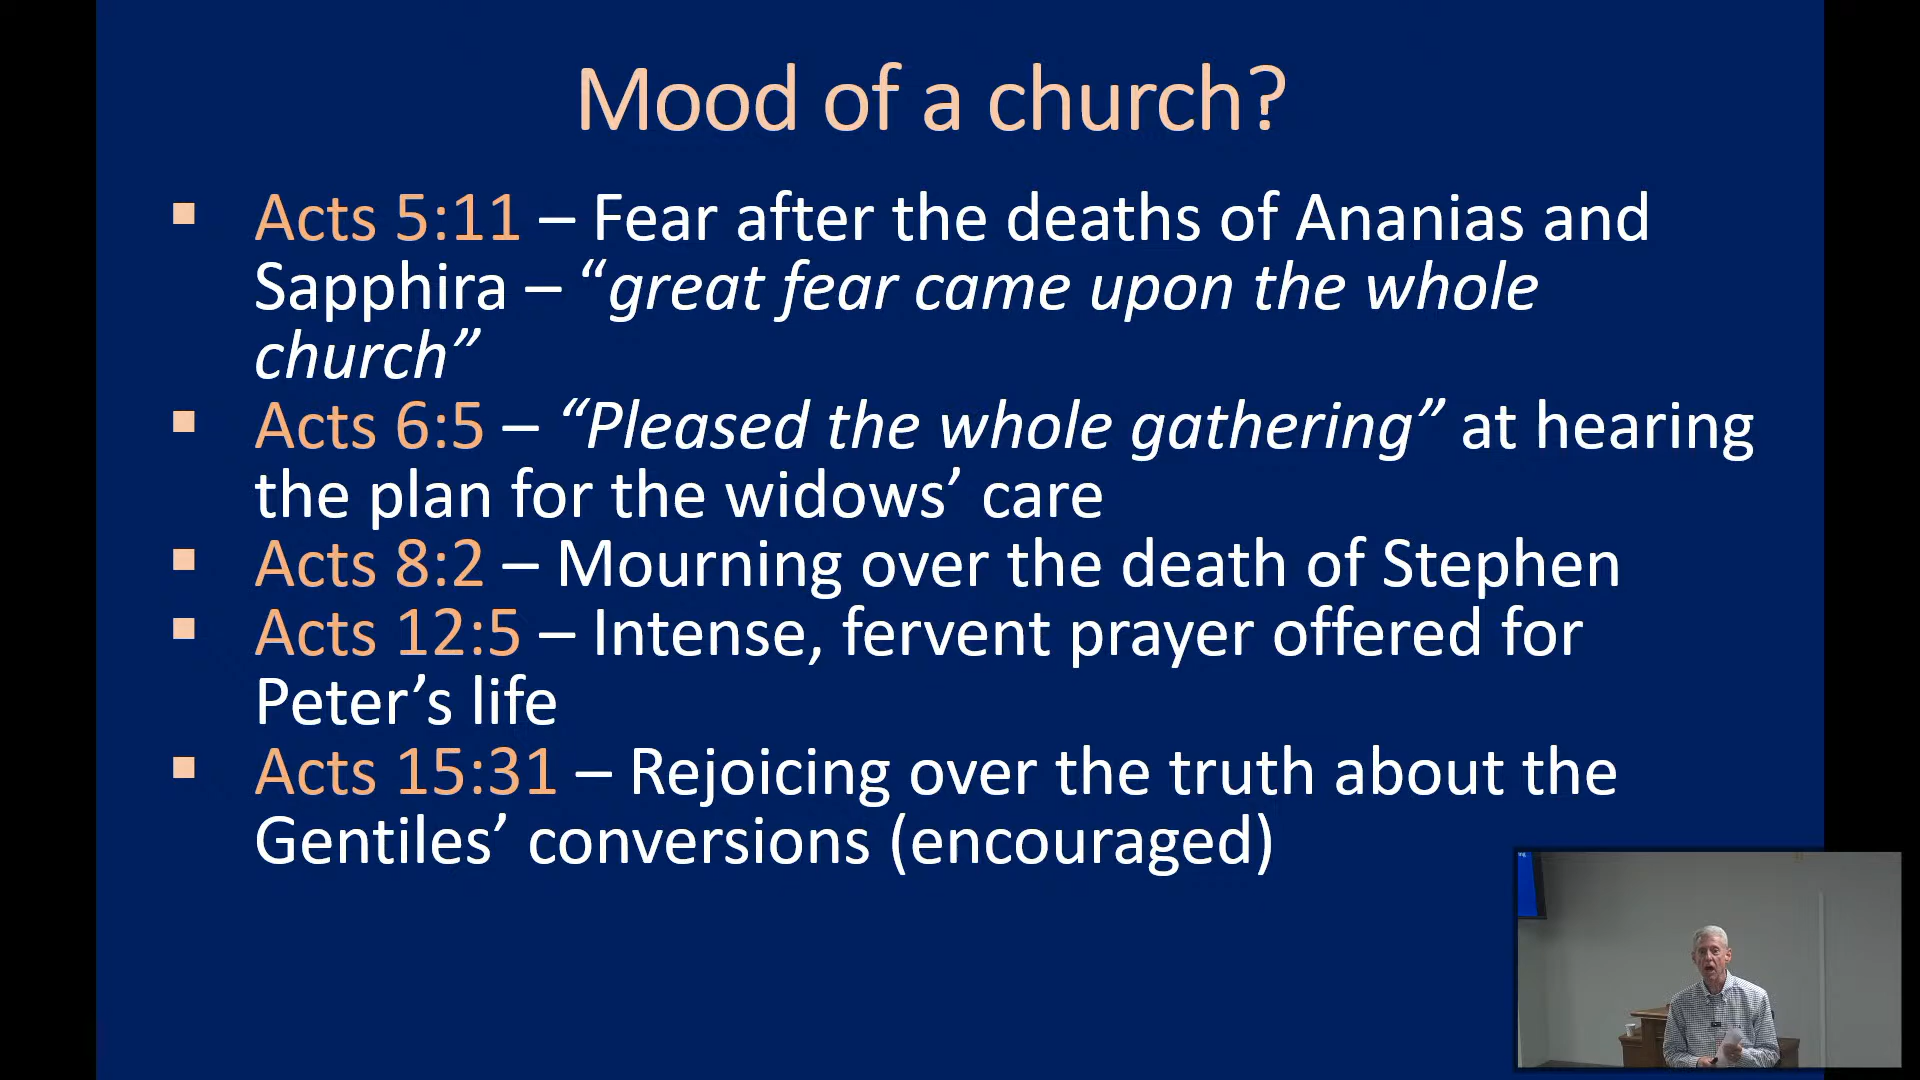 Mood of a church?
▪ Acts 5:11 – Fear after the deaths of Ananias and
Sapphira – “great fear came upon the whole
church”
▪ Acts 6:5 – “Pleased the whole gathering” at hearing
the plan for the widows’ care
▪ Acts 8:2 – Mourning over the death of Stephen
▪ Acts 12:5 – Intense, fervent prayer offered for
Peter’s life
▪ Acts 15:31 – Rejoicing over the truth about the
Gentiles’ conversions (encouraged)